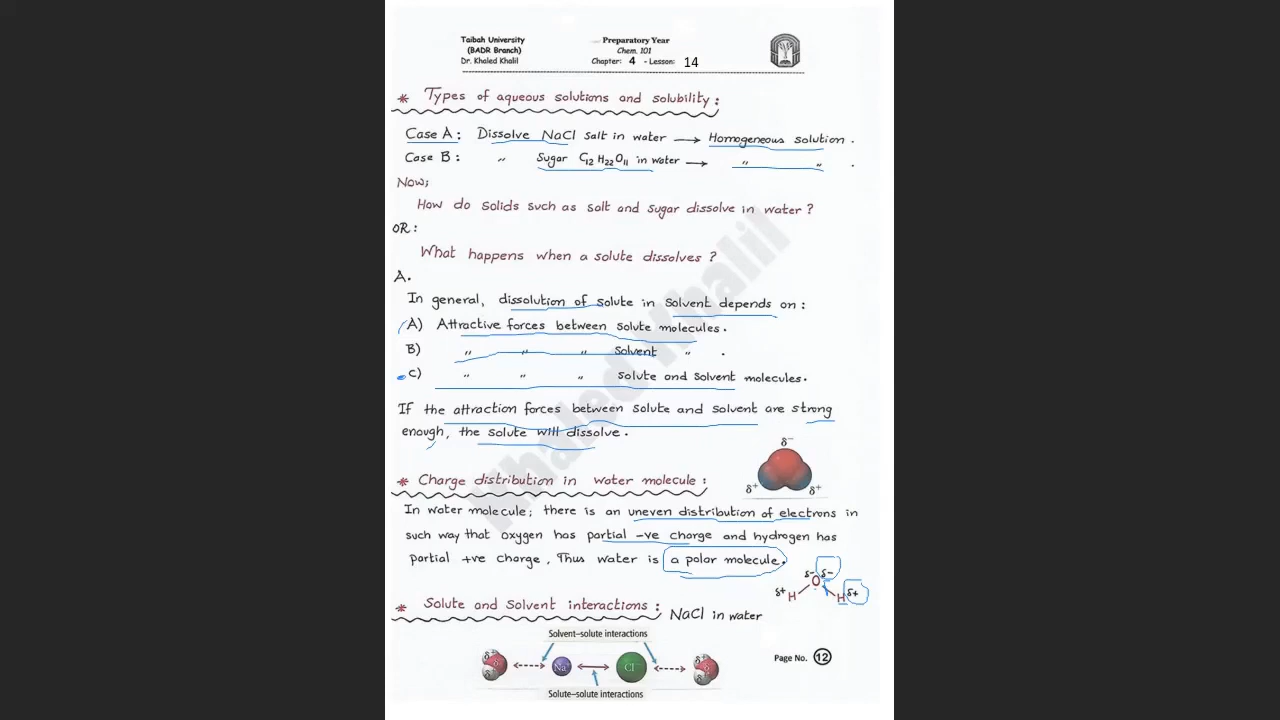 Taibah University
(BADR Branch)
Dr. Khaled Khalil
Preparatory Year
Chem. 101
Chapter: 4 - Lesson: 14
* Types of aqueous solutions and solubility:
Case A: Dissolve NaCl salt in water → Homogeneous solution.
Case B: " Sugar C12 H22 O11 in water → " " .
Now;
How do solids such as salt and sugar dissolve in water?
OR:
What happens when a solute dissolves?
A.
In general, dissolution of solute in solvent depends on:
A) Attractive forces between solute molecules.
B) " " " solvent " .
C) " " " solute and solvent molecules.
If the attraction forces between solute and solvent are strong
enough, the solute will dissolve.
δ−
δ+ δ+
* Charge distribution in water molecule:
In water molecule; there is an uneven distribution of electrons in
such way that oxygen has partial -ve charge and hydrogen has
partial +ve charge. Thus water is a polar molecule.
δ− δ−
O
δ+ H H δ+
* Solute and Solvent interactions: NaCl in water
Solvent–solute interactions
δ+ δ− δ+ Na+ Cl− δ+ δ− δ+
Solute–solute interactions
Page No. 12
Khaled Khalil